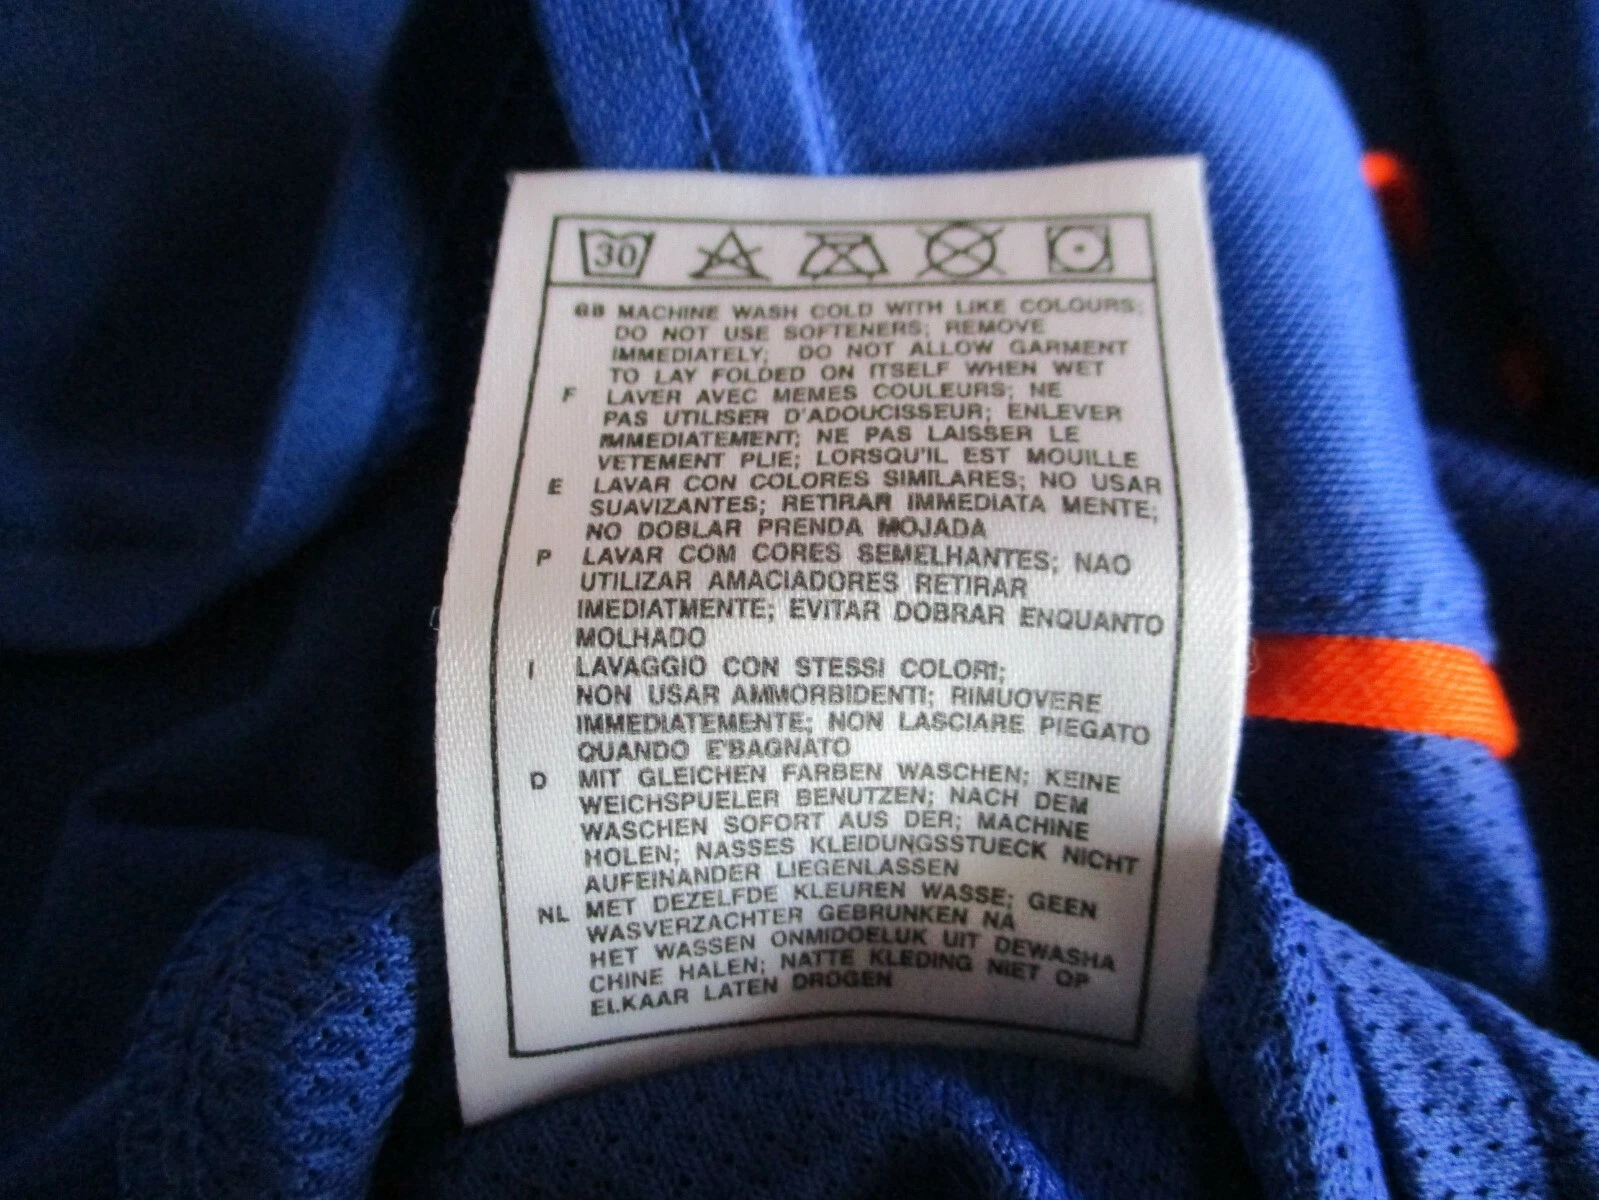 30
GB MACHINE WASH COLD WITH LIKE COLOURS;
DO NOT USE SOFTENERS; REMOVE
IMMEDIATELY; DO NOT ALLOW GARMENT
TO LAY FOLDED ON ITSELF WHEN WET
F LAVER AVEC MEMES COULEURS; NE
PAS UTILISER D'ADOUCISSEUR; ENLEVER
IMMEDIATEMENT; NE PAS LAISSER LE
VETEMENT PLIE; LORSQU'IL EST MOUILLE
E LAVAR CON COLORES SIMILARES; NO USAR
SUAVIZANTES; RETIRAR IMMEDIATA MENTE;
NO DOBLAR PRENDA MOJADA
P LAVAR COM CORES SEMELHANTES; NAO
UTILIZAR AMACIADORES RETIRAR
IMEDIATMENTE; EVITAR DOBRAR ENQUANTO
MOLHADO
I LAVAGGIO CON STESSI COLORI;
NON USAR AMMORBIDENTI; RIMUOVERE
IMMEDIATEMENTE; NON LASCIARE PIEGATO
QUANDO E'BAGNATO
D MIT GLEICHEN FARBEN WASCHEN; KEINE
WEICHSPUELER BENUTZEN; NACH DEM
WASCHEN SOFORT AUS DER; MACHINE
HOLEN; NASSES KLEIDUNGSSTUECK NICHT
AUFEINANDER LIEGENLASSEN
NL MET DEZELFDE KLEUREN WASSE; GEEN
WASVERZACHTER GEBRUNKEN NA
HET WASSEN ONMIDOELUK UIT DEWASHA
CHINE HALEN; NATTE KLEDING NIET OP
ELKAAR LATEN DROGEN